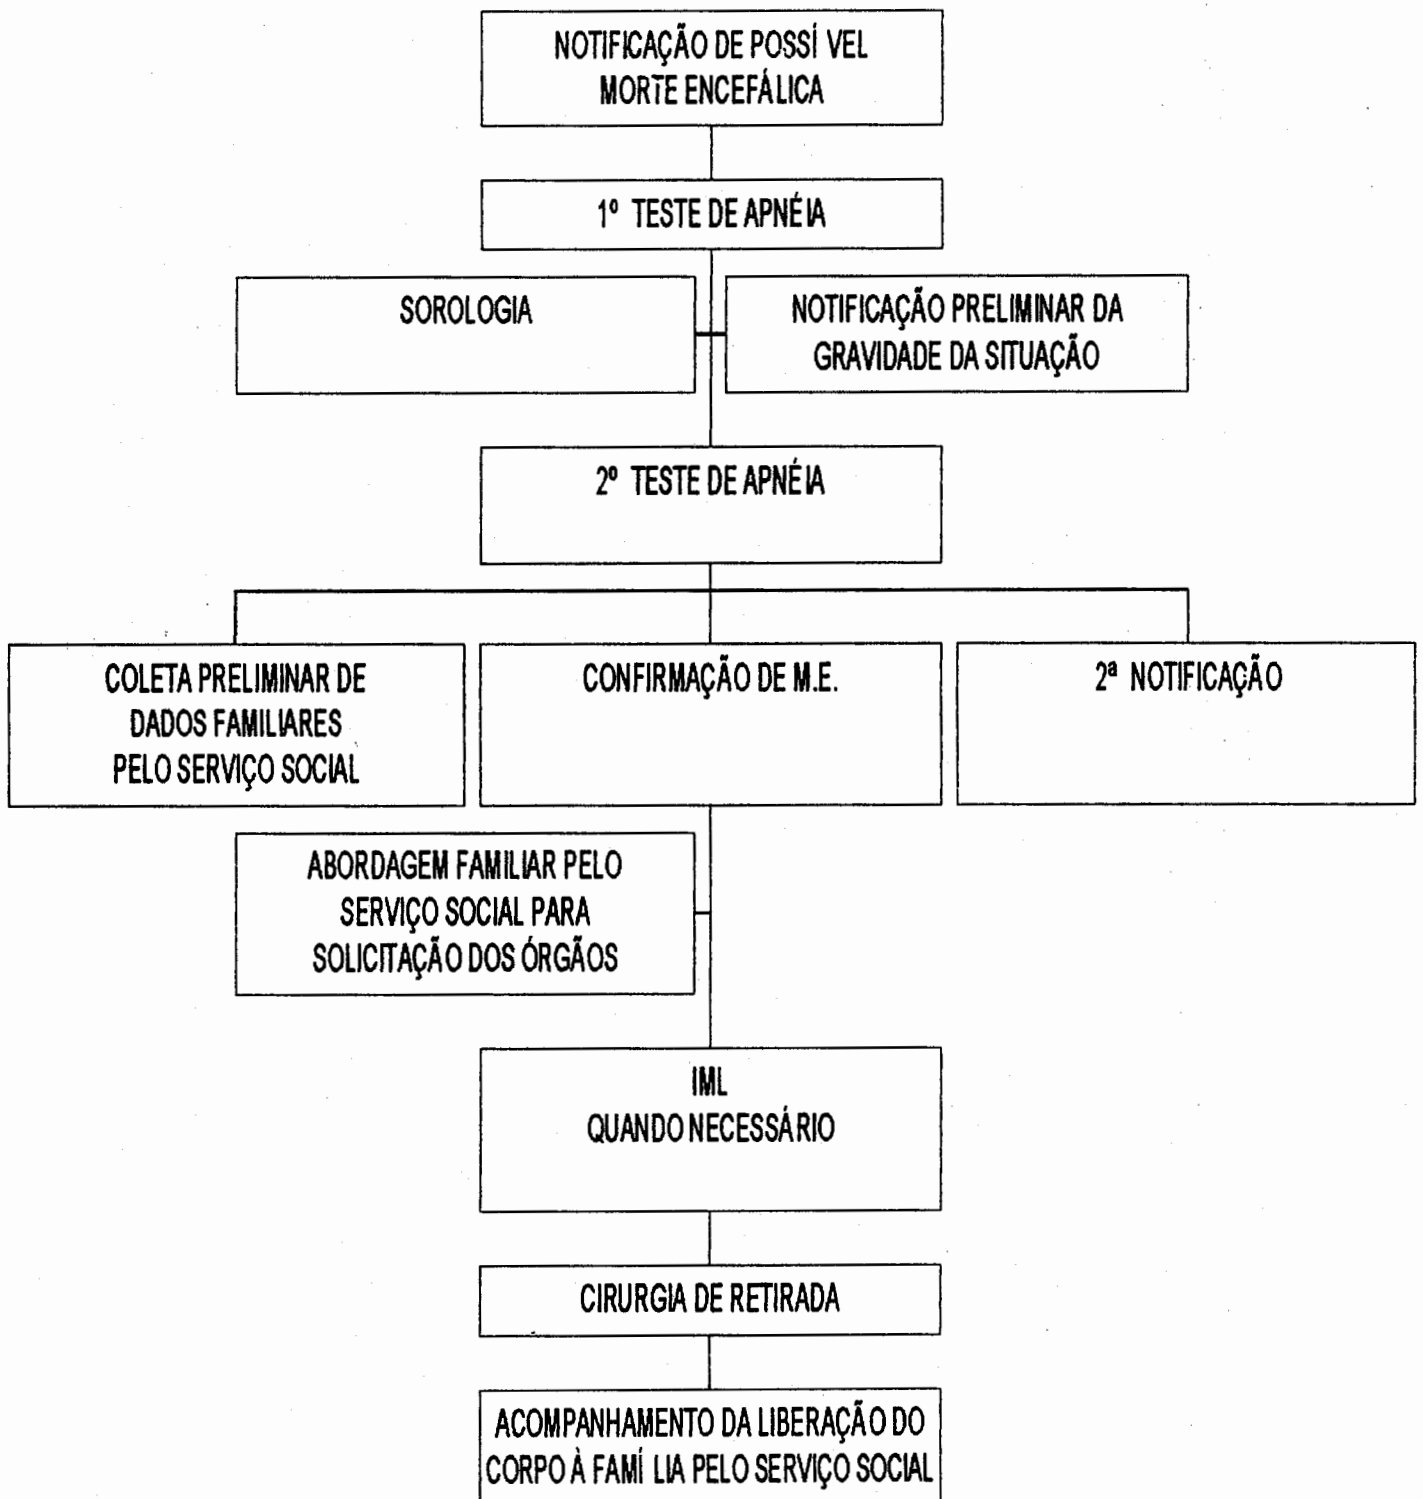 NOTIFICAÇÃO DE POSSÍ VEL
MORTE ENCEFÁLICA
1º TESTE DE APNÉIA
SOROLOGIA
NOTIFICAÇÃO PRELIMINAR DA
GRAVIDADE DA SITUAÇÃO
2º TESTE DE APNÉIA
COLETA PRELIMINAR DE
DADOS FAMILIARES
PELO SERVIÇO SOCIAL
CONFIRMAÇÃO DE M.E.
2ª NOTIFICAÇÃO
ABORDAGEM FAMILIAR PELO
SERVIÇO SOCIAL PARA
SOLICITAÇÃO DOS ÓRGÃOS
IML
QUANDO NECESSÁRIO
CIRURGIA DE RETIRADA
ACOMPANHAMENTO DA LIBERAÇÃO DO
CORPO À FAMÍ LIA PELO SERVIÇO SOCIAL